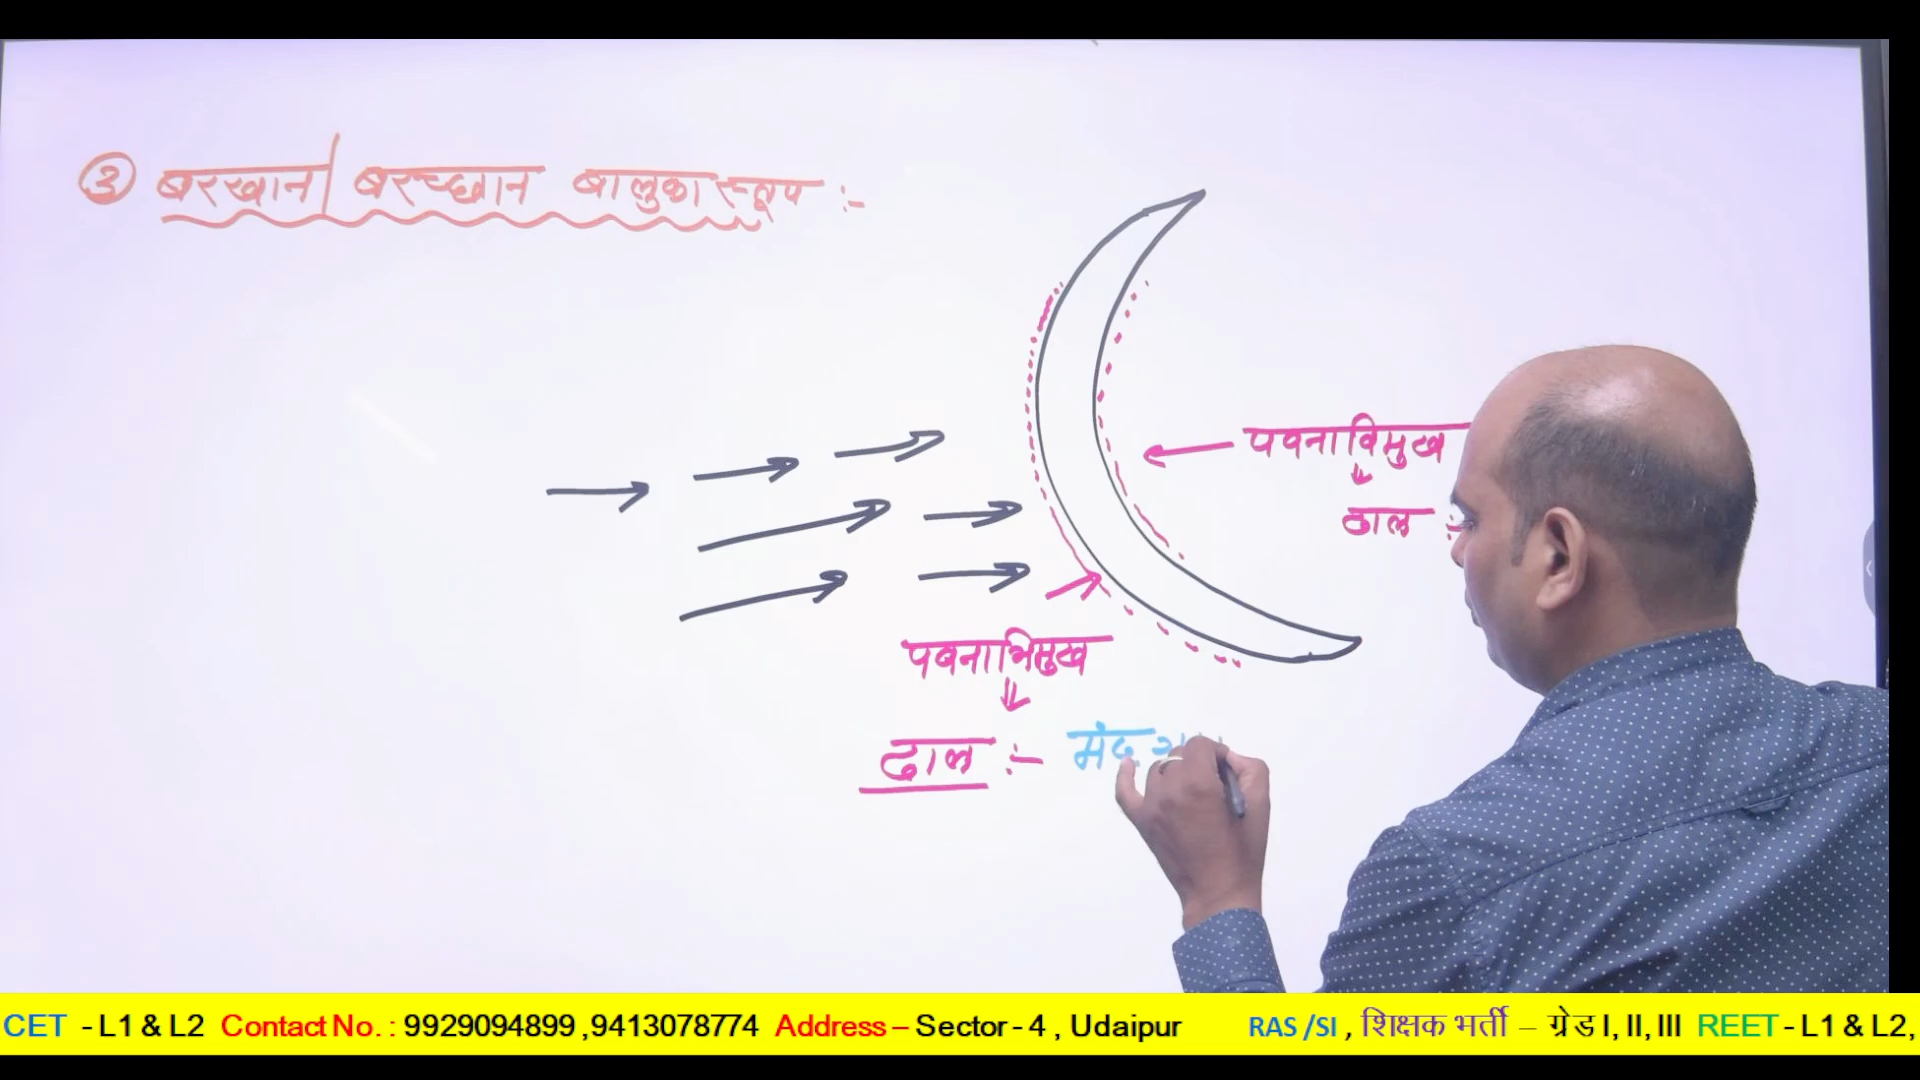 ③ बरखान/ बरच्छान बालुका स्तूप :-
पवनाविमुख
⇓
ढाल :-
पवनाभिमुख
⇓
ढाल :- मंद
CET - L1 & L2 Contact No. : 9929094899 ,9413078774 Address – Sector - 4 , Udaipur RAS /SI , शिक्षक भर्ती – ग्रेड I, II, III REET - L1 & L2,